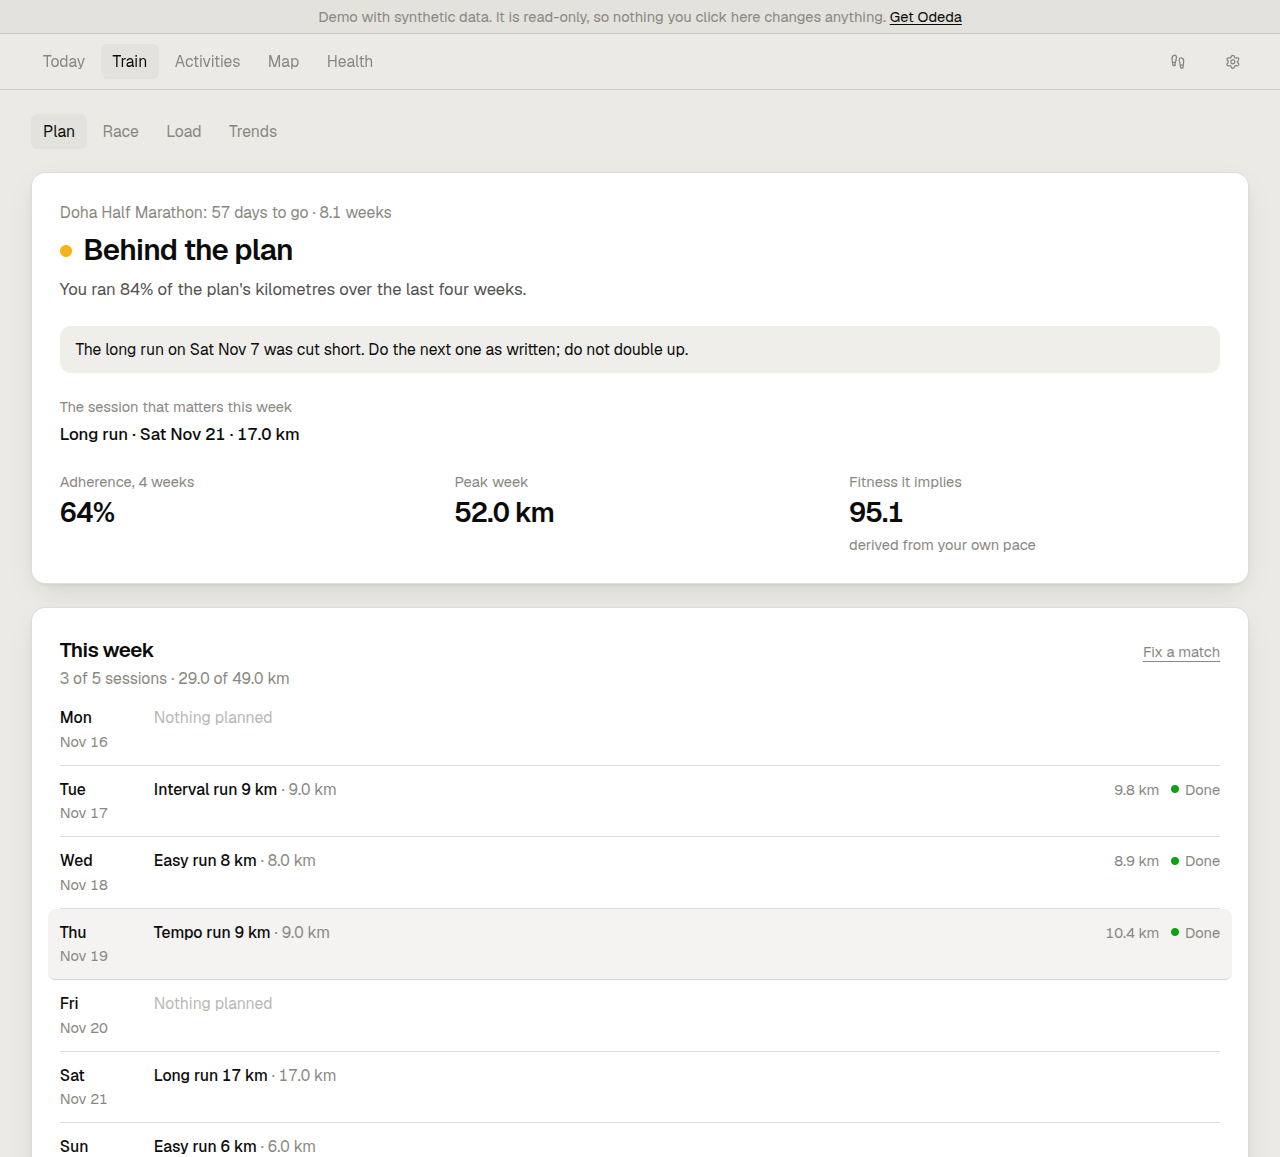 Demo with synthetic data. It is read-only, so nothing you click here changes anything. Get Odeda
Today Train Activities Map Health
Plan Race Load Trends
Doha Half Marathon: 57 days to go · 8.1 weeks
Behind the plan
You ran 84% of the plan's kilometres over the last four weeks.
The long run on Sat Nov 7 was cut short. Do the next one as written; do not double up.
The session that matters this week
Long run · Sat Nov 21 · 17.0 km
Adherence, 4 weeks Peak week Fitness it implies
64% 52.0 km 95.1
derived from your own pace
This week Fix a match
3 of 5 sessions · 29.0 of 49.0 km
Mon Nothing planned
Nov 16
Tue Interval run 9 km · 9.0 km 9.8 km Done
Nov 17
Wed Easy run 8 km · 8.0 km 8.9 km Done
Nov 18
Thu Tempo run 9 km · 9.0 km 10.4 km Done
Nov 19
Fri Nothing planned
Nov 20
Sat Long run 17 km · 17.0 km
Nov 21
Sun Easy run 6 km · 6.0 km